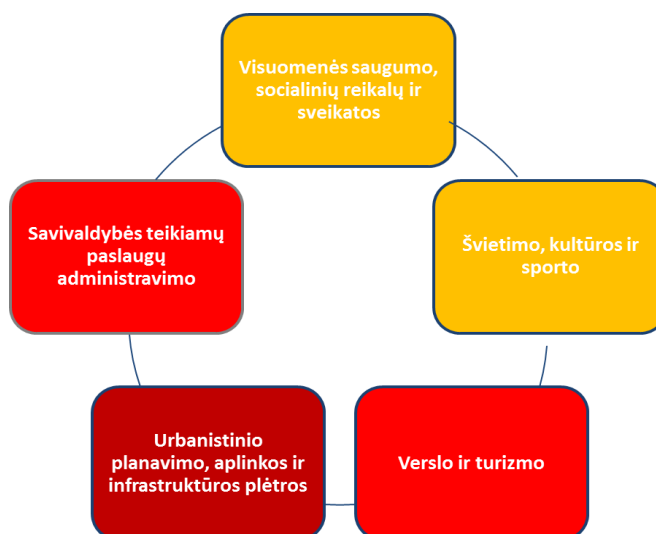 Visuomenės saugumo,
socialinių reikalų ir
sveikatos
Švietimo, kultūros ir
sporto
Verslo ir turizmo
Urbanistinio
planavimo, aplinkos ir
infrastruktūros plėtros
Savivaldybės teikiamų
paslaugų
administravimo